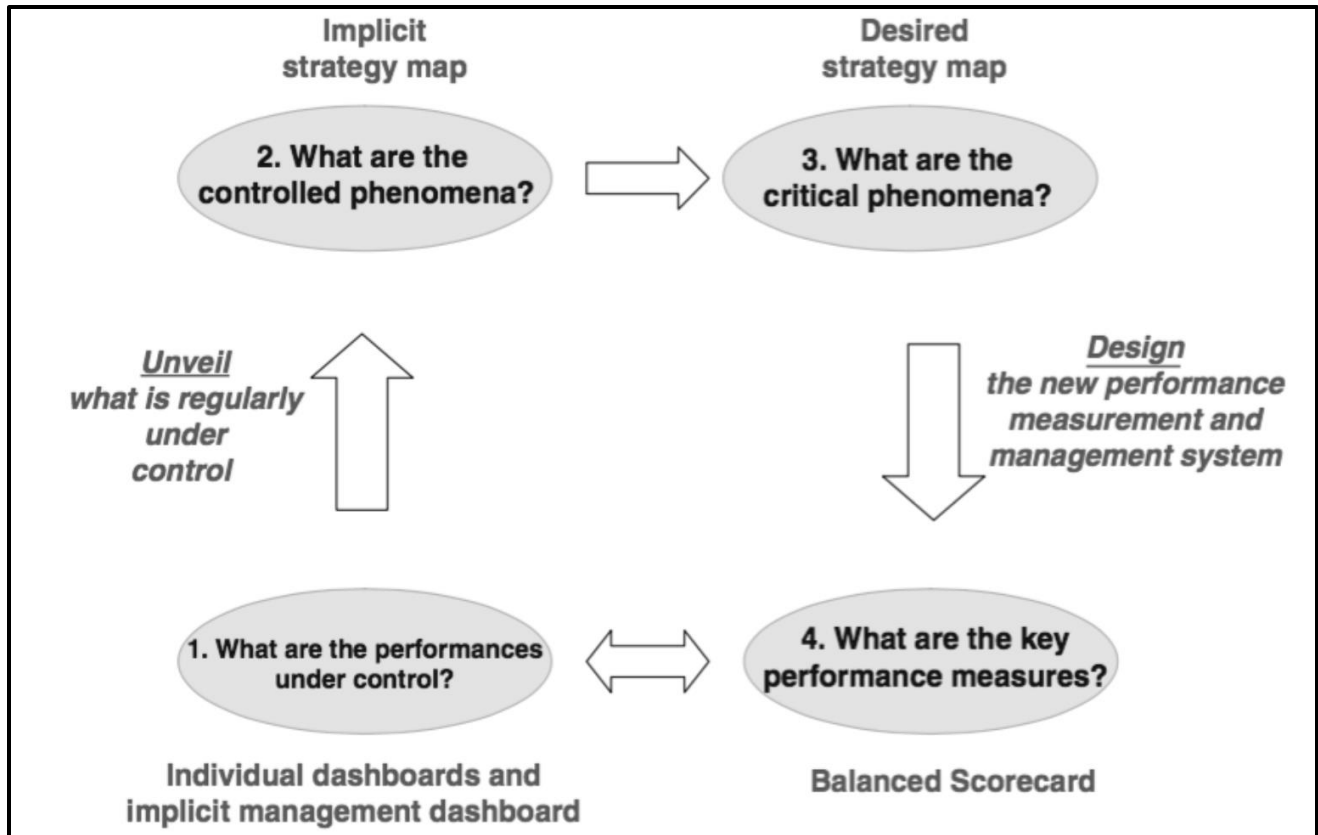 Implicit
strategy map
Desired
strategy map
2. What are the
controlled phenomena?
3. What are the
critical phenomena?
Unveil
what is regularly
under
control
Design
the new performance
measurement and
management system
1. What are the performances
under control?
4. What are the key
performance measures?
Individual dashboards and
implicit management dashboard
Balanced Scorecard